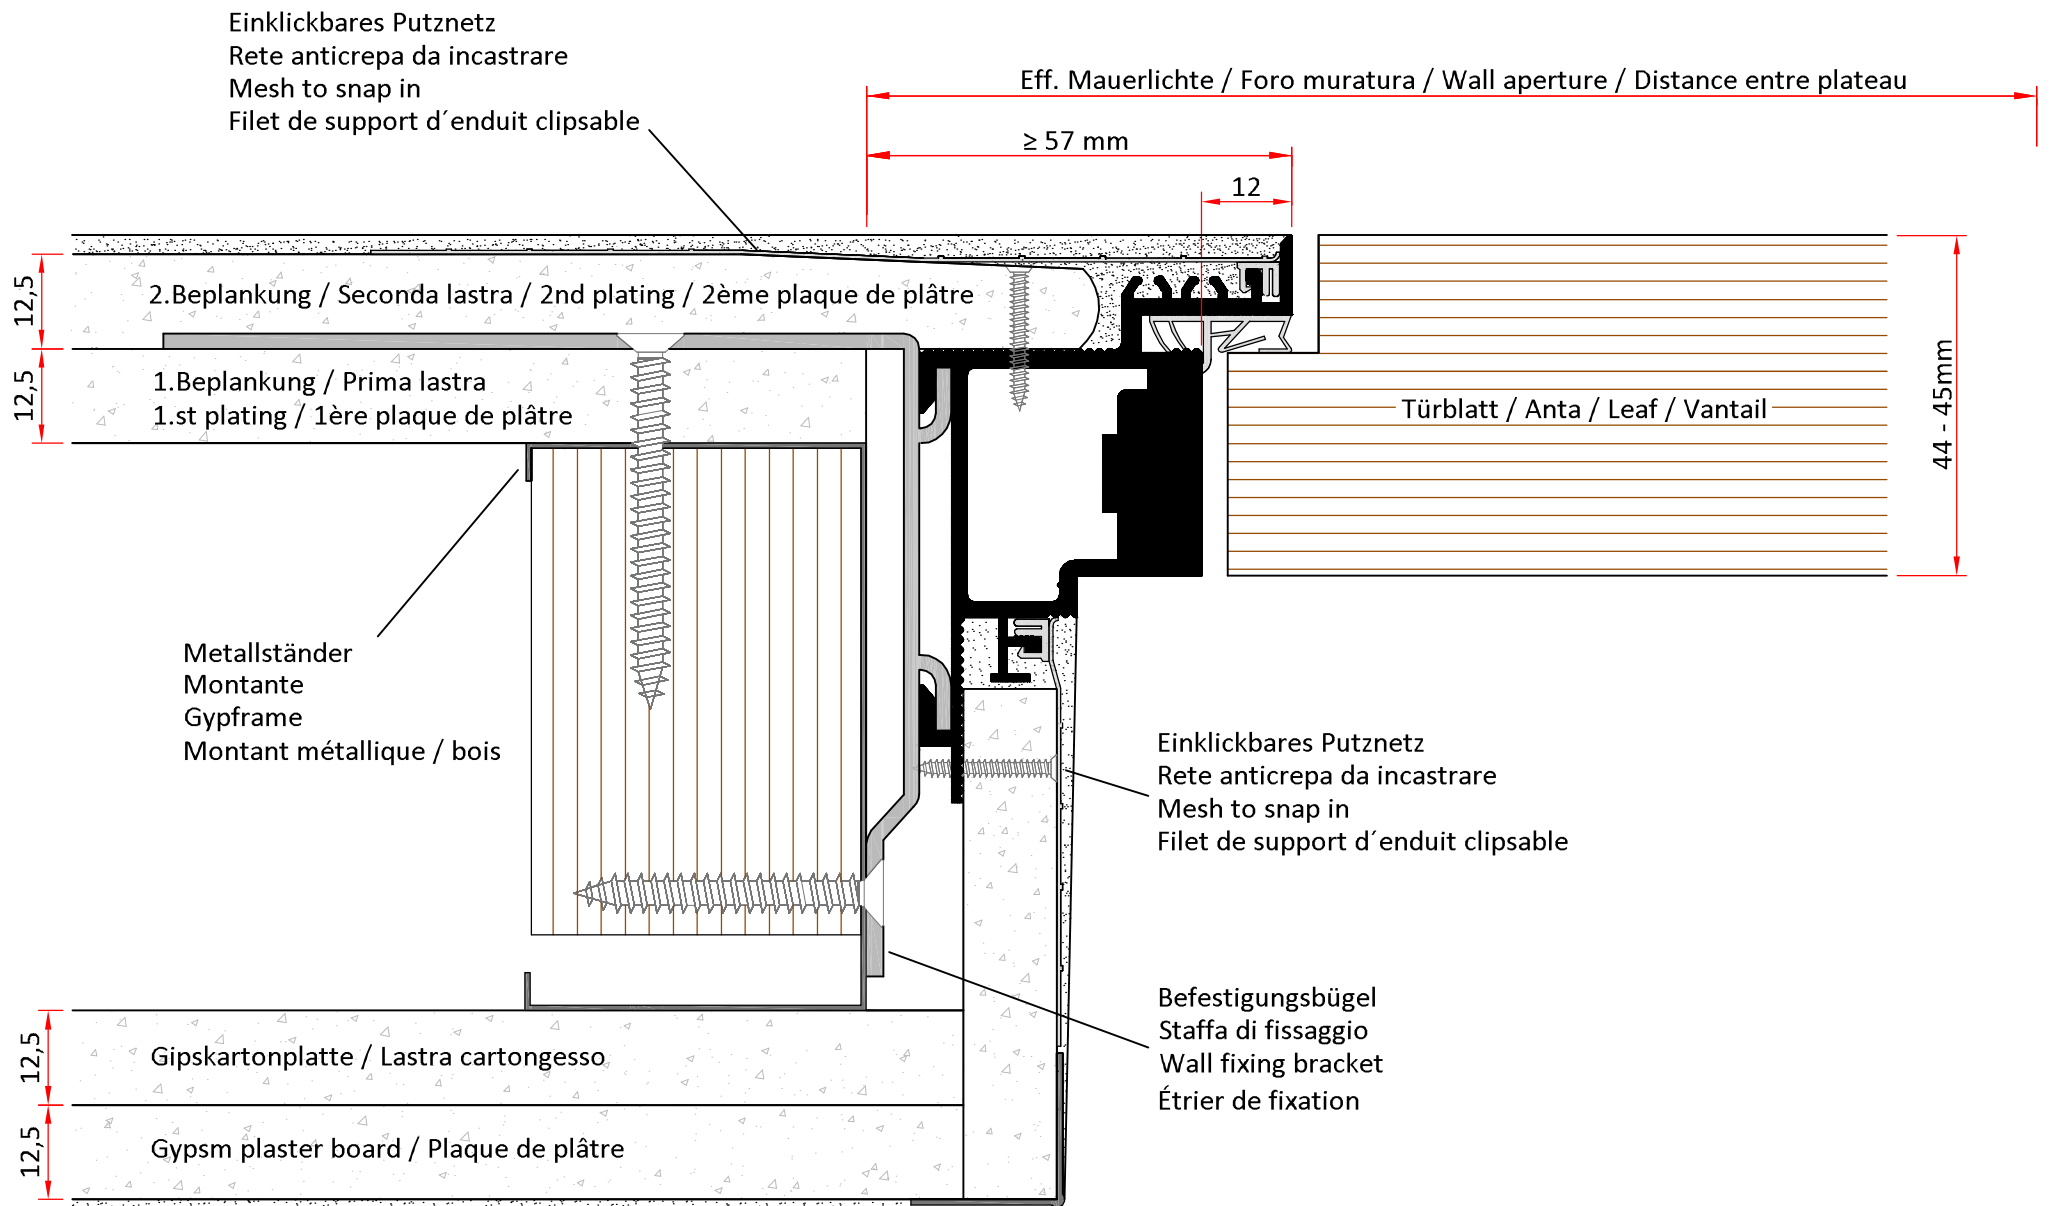 Einklickbares Putznetz
Rete anticrepa da incastrare
Mesh to snap in
Filet de support d´enduit clipsable
Eff. Mauerlichte / Foro muratura / Wall aperture / Distance entre plateau
≥ 57 mm
12
12,5
2.Beplankung / Seconda lastra / 2nd plating / 2ème plaque de plâtre
12,5
1.Beplankung / Prima lastra
1.st plating / 1ère plaque de plâtre
Türblatt / Anta / Leaf / Vantail
44 - 45mm
Metallständer
Montante
Gypframe
Montant métallique / bois
Einklickbares Putznetz
Rete anticrepa da incastrare
Mesh to snap in
Filet de support d´enduit clipsable
Befestigungsbügel
Staffa di fissaggio
Wall fixing bracket
Étrier de fixation
12,5
Gipskartonplatte / Lastra cartongesso
12,5
Gypsm plaster board / Plaque de plâtre